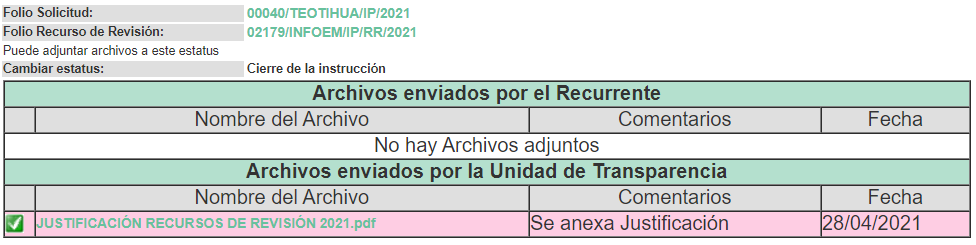 Folio Solicitud: 00040/TEOTIHUA/IP/2021
Folio Recurso de Revisión: 02179/INFOEM/IP/RR/2021
Puede adjuntar archivos a este estatus
Cambiar estatus: Cierre de la instrucción
Archivos enviados por el Recurrente
Nombre del Archivo Comentarios Fecha
No hay Archivos adjuntos
Archivos enviados por la Unidad de Transparencia
Nombre del Archivo Comentarios Fecha
JUSTIFICACIÓN RECURSOS DE REVISIÓN 2021.pdf Se anexa Justificación 28/04/2021